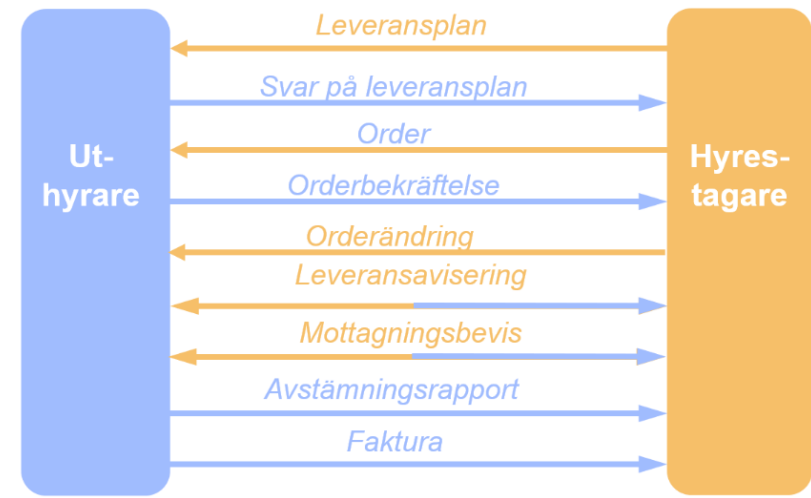 Leveransplan
Svar på leveransplan
Order
Ut-
hyrare
Hyres-
tagare
Orderbekräftelse
Orderändring
Leveransavisering
Mottagningsbevis
Avstämningsrapport
Faktura